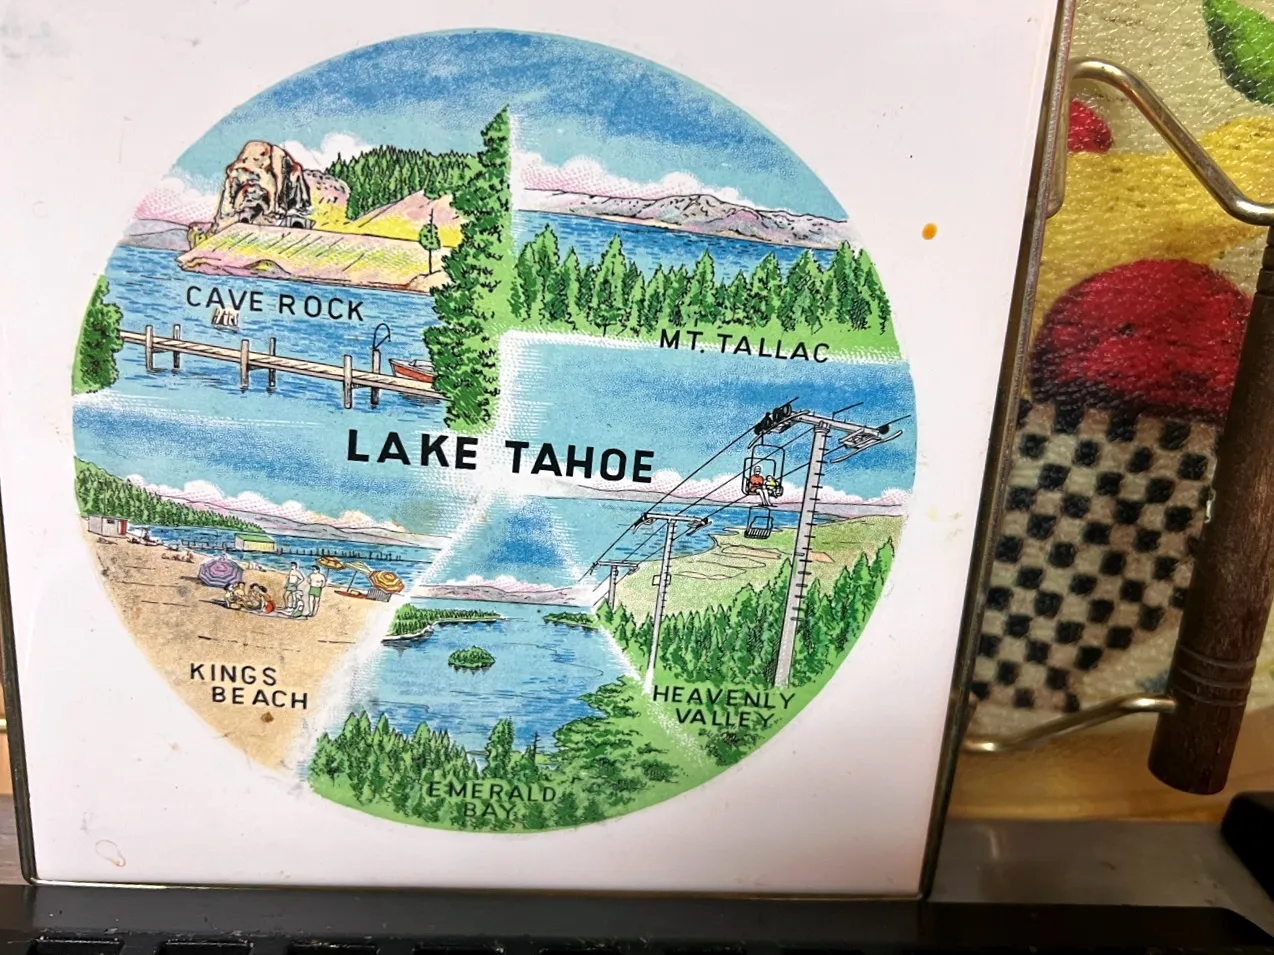 CAVE ROCK
MT. TALLAC
LAKE TAHOE
KINGS
BEACH
HEAVENLY
VALLEY
EMERALD
BAY